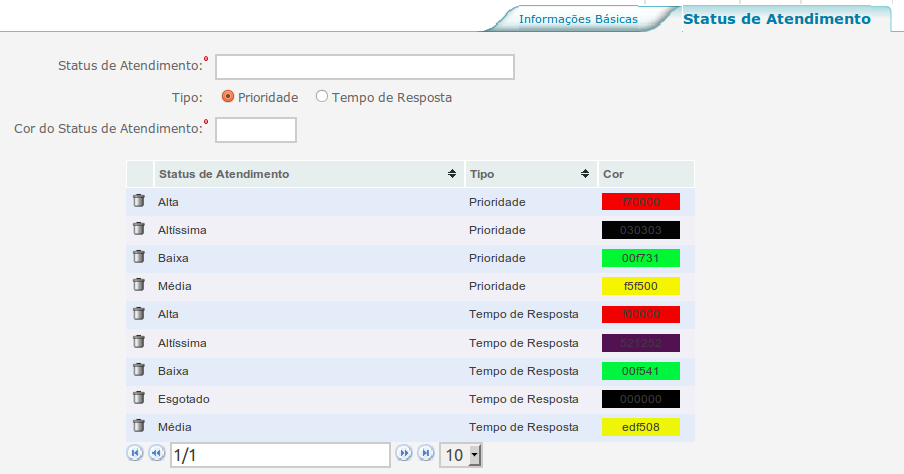 Informações Básicas Status de Atendimento
Status de Atendimento:
Tipo: Prioridade Tempo de Resposta
Cor do Status de Atendimento:
Status de Atendimento Tipo Cor
Alta Prioridade f70000
Altíssima Prioridade 030303
Baixa Prioridade 00f731
Média Prioridade f5f500
Alta Tempo de Resposta f00000
Altíssima Tempo de Resposta 521252
Baixa Tempo de Resposta 00f541
Esgotado Tempo de Resposta 000000
Média Tempo de Resposta edf508
1/1 10